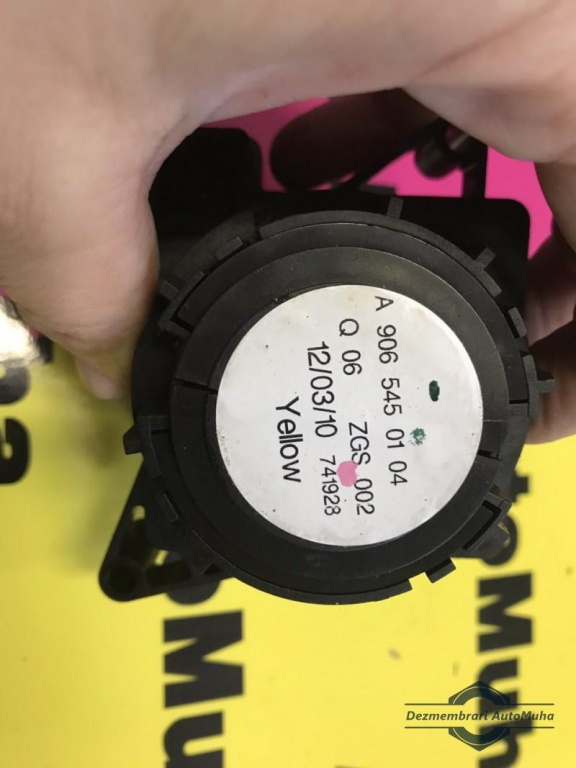 A 906 545 01 04
Q 06 ZGS 002
12/03/10 741928
Yellow
Dezmembrari AutoMuha